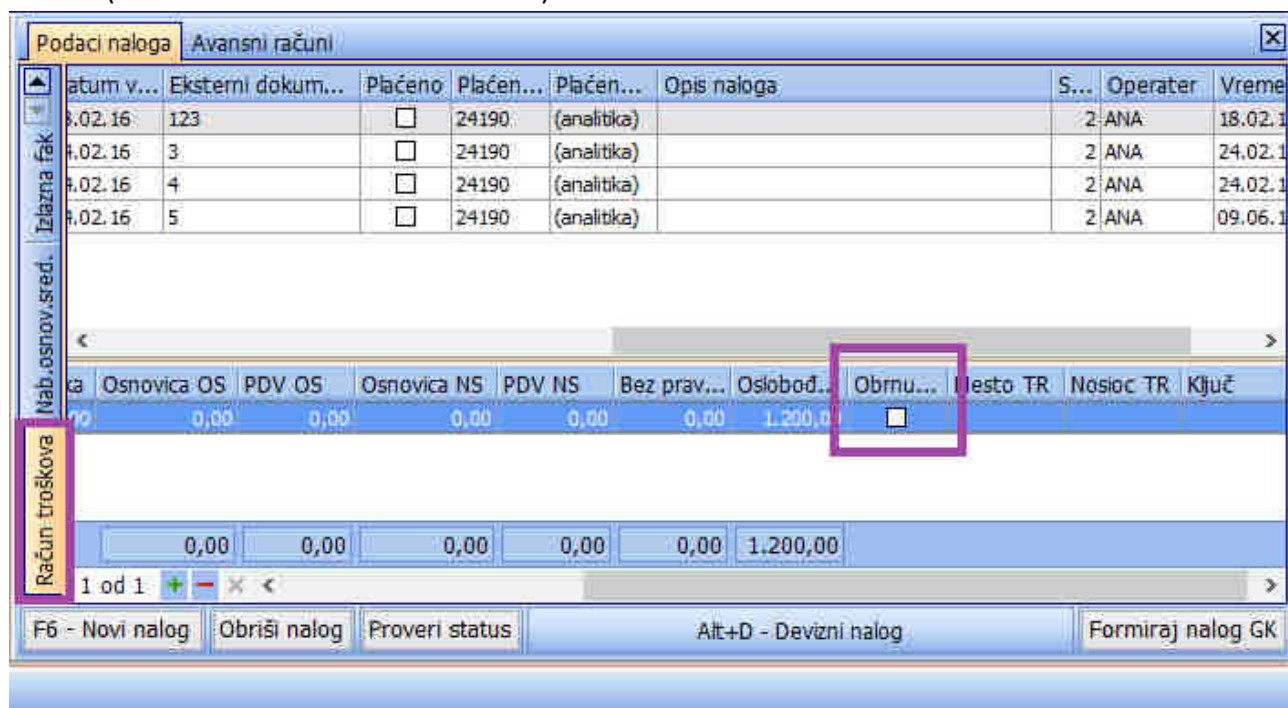 Podaci naloga Avansni računi
atum v... Eksterni dokum... Plaćeno Plaćen... Plaćen... Opis naloga S... Operater Vreme
.02.16 123 24190 (analitika) 2 ANA 18.02.1
.02.16 3 24190 (analitika) 2 ANA 24.02.1
.02.16 4 24190 (analitika) 2 ANA 24.02.1
.02.16 5 24190 (analitika) 2 ANA 09.06.1
Izlazna fak
Nab.osnov.sred.
Račun troškova
ka Osnovica OS PDV OS Osnovica NS PDV NS Bez prav... Oslobođ... Obrnu... Mesto TR Nosioc TR Ključ
00 0,00 0,00 0,00 0,00 0,00 1.200,00
0,00 0,00 0,00 0,00 0,00 1.200,00
1 od 1
F6 - Novi nalog Obriši nalog Proveri status Alt+D - Devizni nalog Formiraj nalog GK